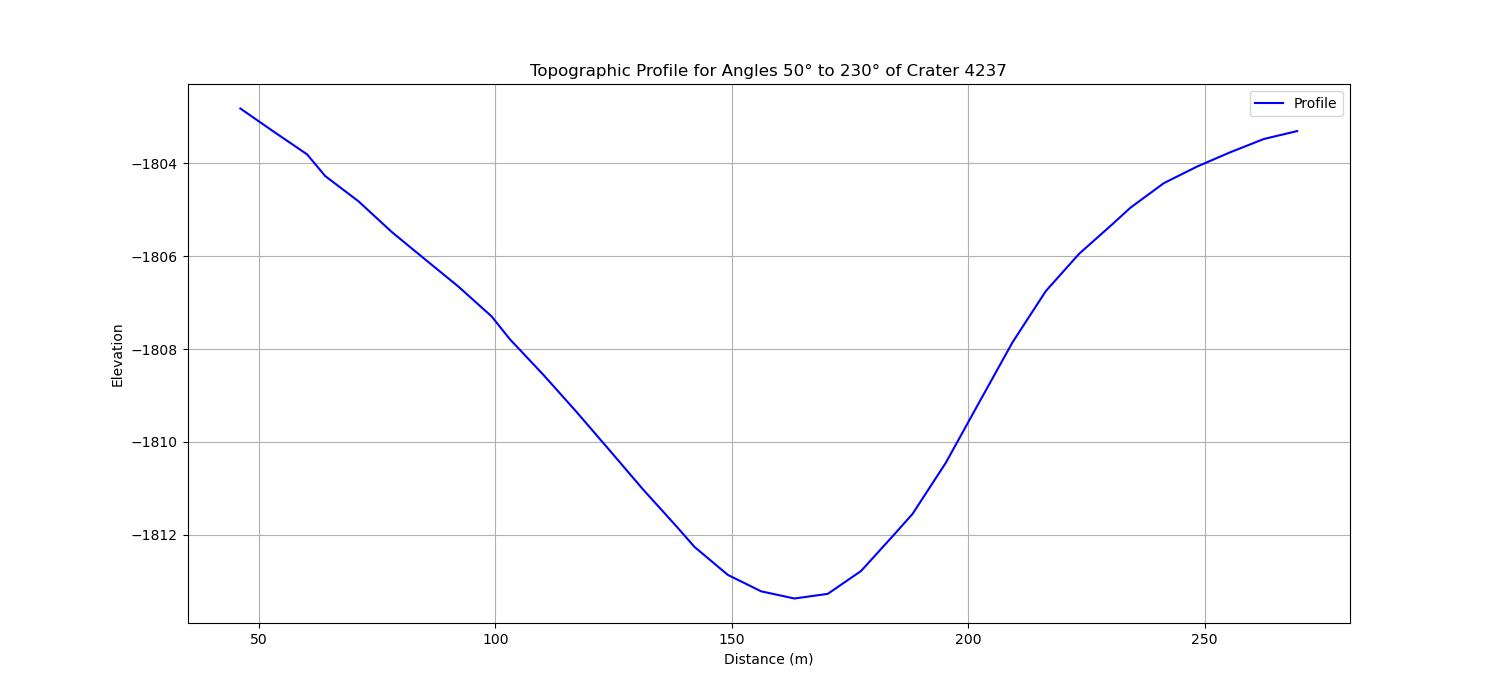 Topographic Profile for Angles 50° to 230° of Crater 4237
Profile
−1804
−1806
−1808
−1810
−1812
Elevation
50
100
150
200
250
Distance (m)